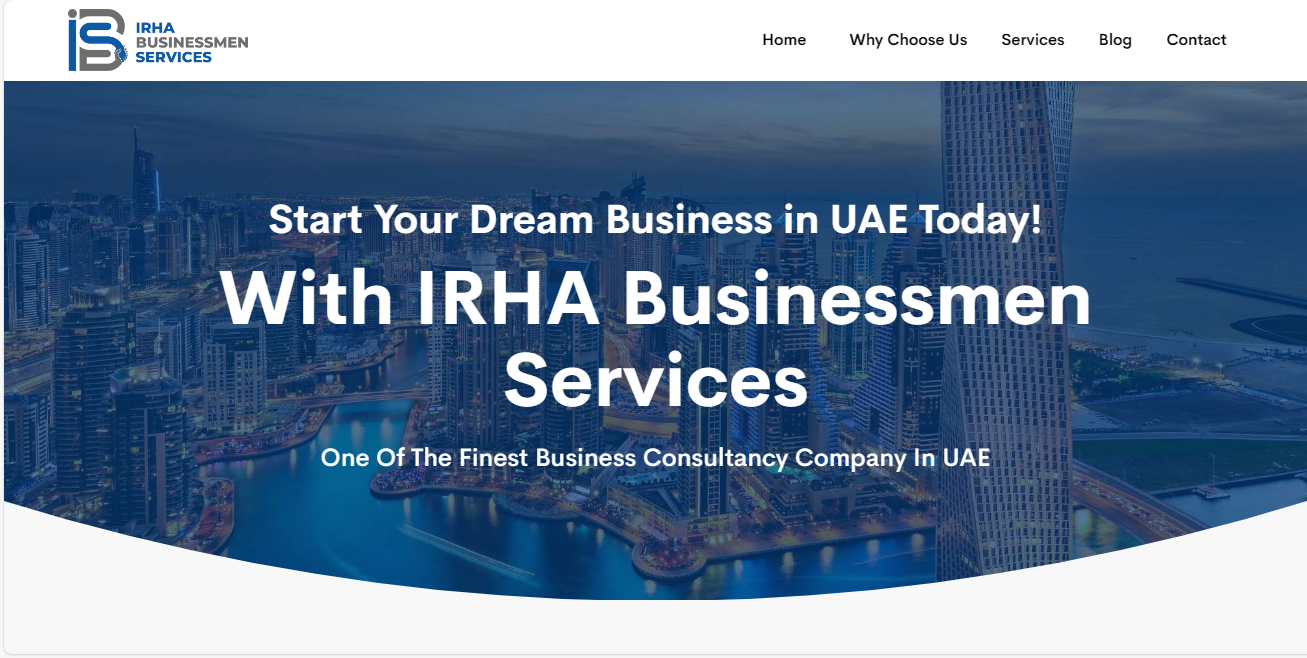 IRHA
BUSINESSMEN
SERVICES
Home Why Choose Us Services Blog Contact
Start Your Dream Business in UAE Today!
With IRHA Businessmen
Services
One Of The Finest Business Consultancy Company In UAE